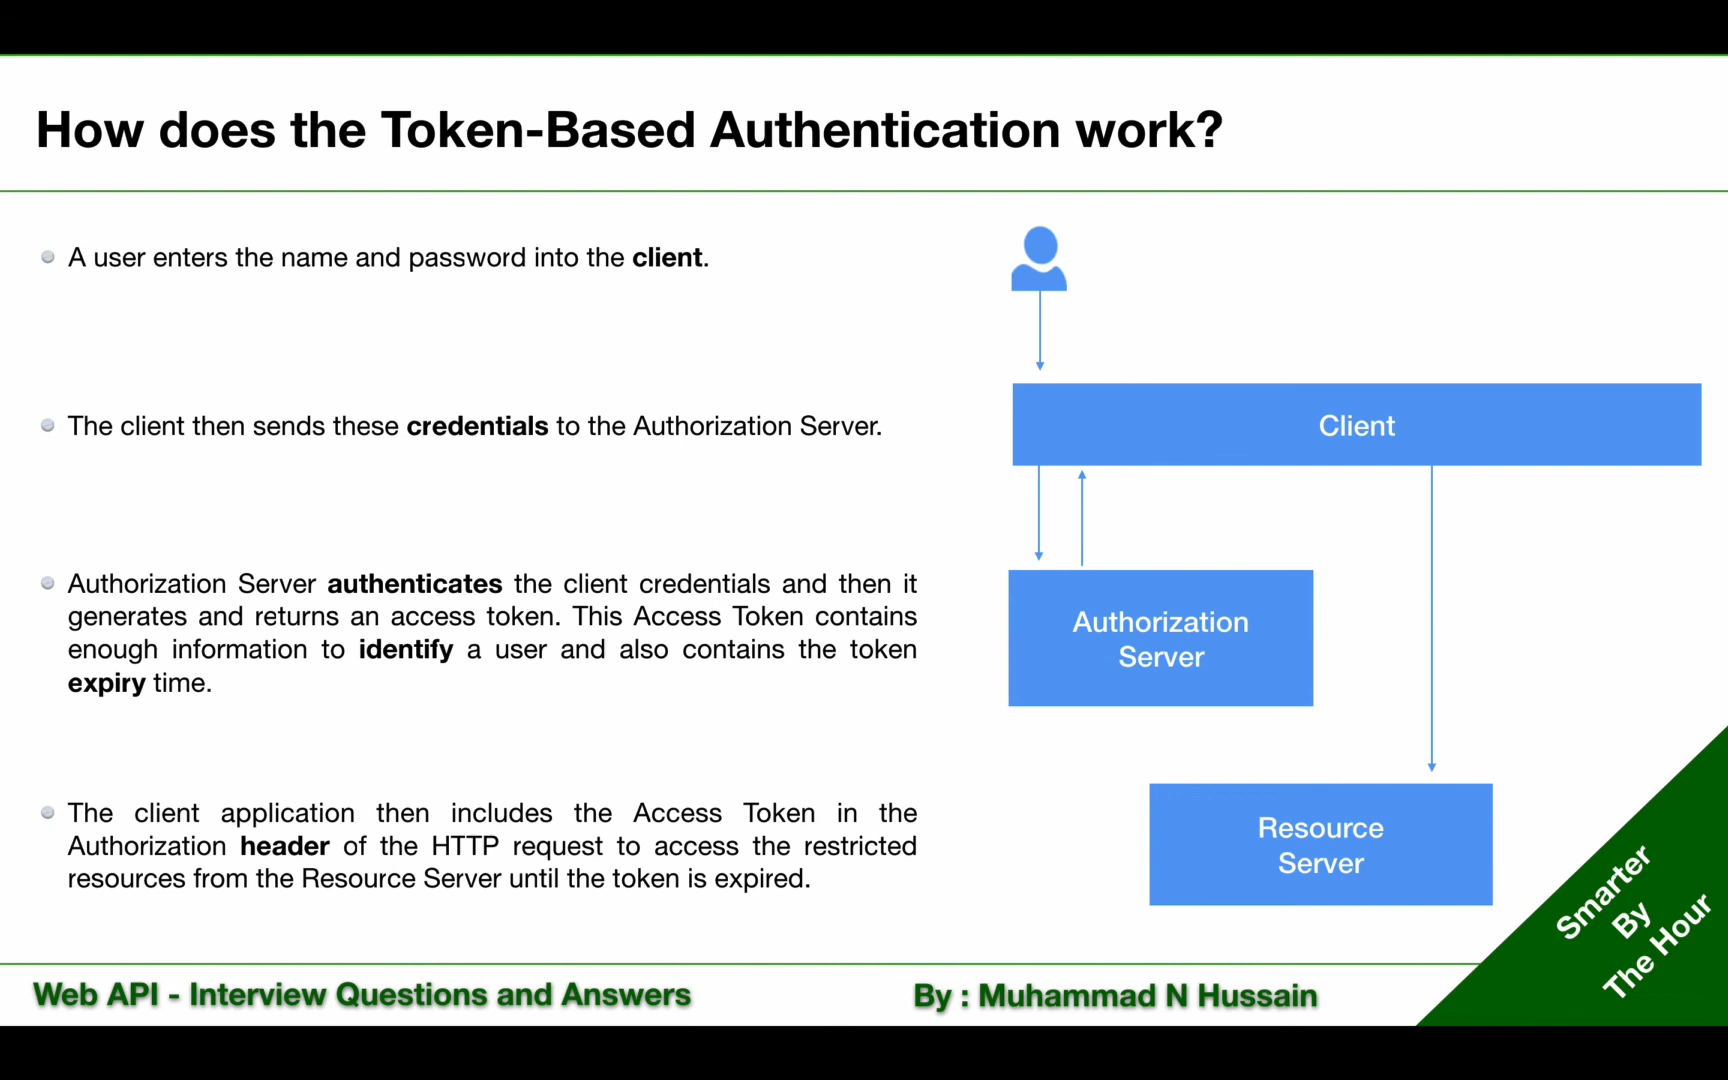 How does the Token-Based Authentication work?
A user enters the name and password into the client.
The client then sends these credentials to the Authorization Server.
Authorization Server authenticates the client credentials and then it
generates and returns an access token. This Access Token contains
enough information to identify a user and also contains the token
expiry time.
The client application then includes the Access Token in the
Authorization header of the HTTP request to access the restricted
resources from the Resource Server until the token is expired.
Client
Authorization
Server
Resource
Server
Smarter
By
The Hour
Web API - Interview Questions and Answers
By : Muhammad N Hussain